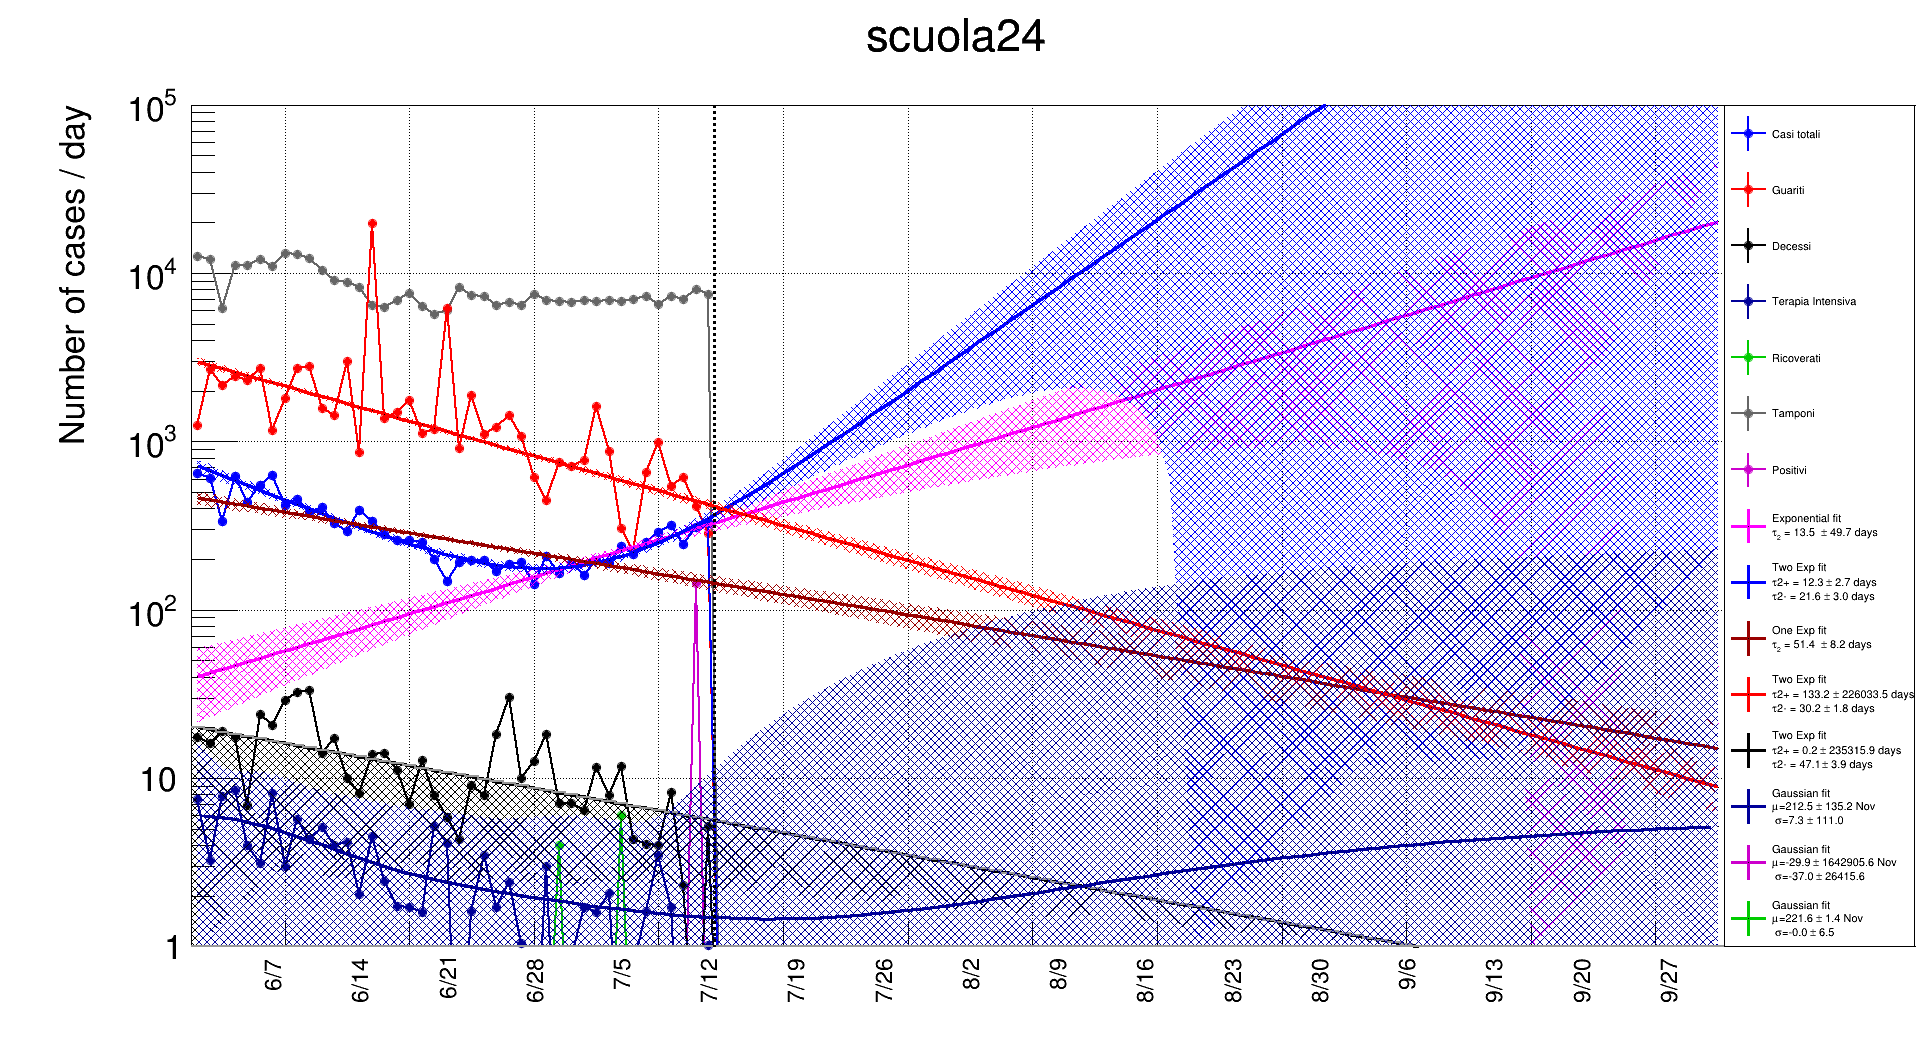 scuola24
Number of cases / day
10^5
10^4
10^3
10^2
10
1
6/7
6/14
6/21
6/28
7/5
7/12
7/19
7/26
8/2
8/9
8/16
8/23
8/30
9/6
9/13
9/20
9/27
Casi totali
Guariti
Decessi
Terapia Intensiva
Ricoverati
Tamponi
Positivi
Exponential fit
τ₂ = 13.5 ± 49.7 days
Two Exp fit
τ2+ = 12.3 ± 2.7 days
τ2- = 21.6 ± 3.0 days
One Exp fit
τ₂ = 51.4 ± 8.2 days
Two Exp fit
τ2+ = 133.2 ± 226033.5 days
τ2- = 30.2 ± 1.8 days
Two Exp fit
τ2+ = 0.2 ± 235315.9 days
τ2- = 47.1 ± 3.9 days
Gaussian fit
μ=212.5 ± 135.2 Nov
σ=7.3 ± 111.0
Gaussian fit
μ=-29.9 ± 1642905.6 Nov
σ=-37.0 ± 26415.6
Gaussian fit
μ=221.6 ± 1.4 Nov
σ=-0.0 ± 6.5